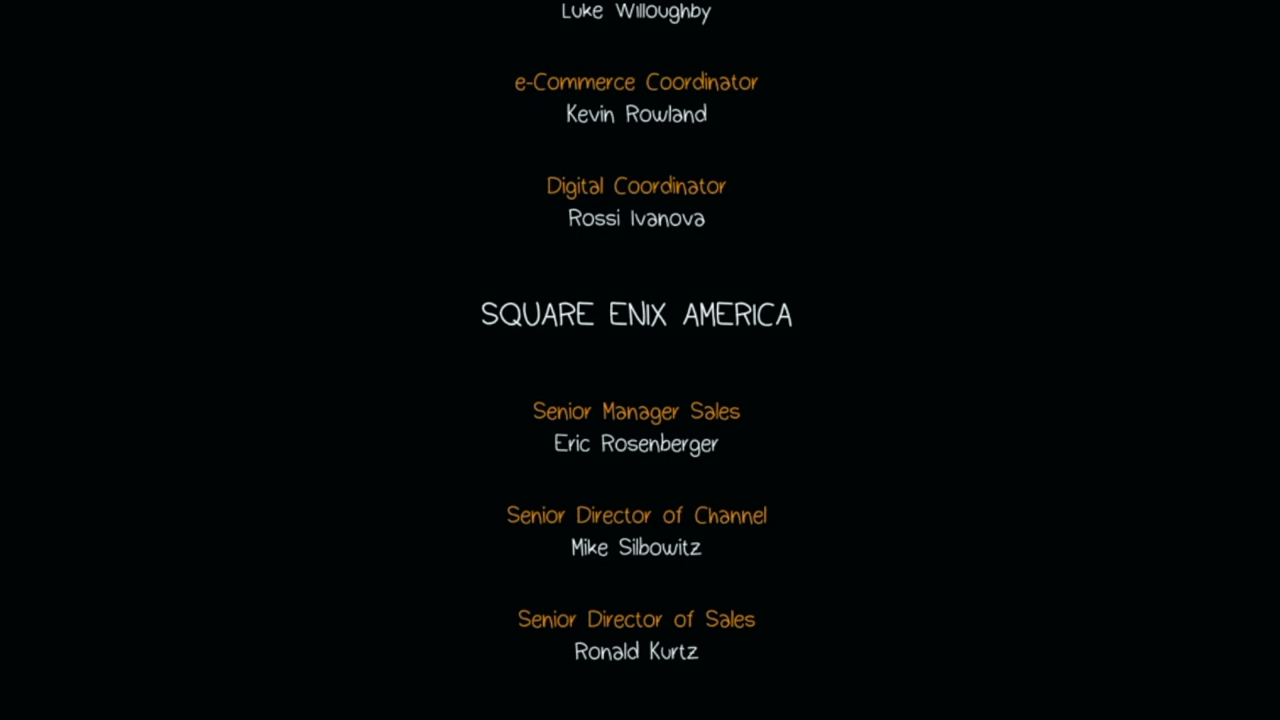 Luke Willoughby
e-Commerce Coordinator
Kevin Rowland
Digital Coordinator
Rossi Ivanova
SQUARE ENIX AMERICA
Senior Manager Sales
Eric Rosenberger
Senior Director of Channel
Mike Silbowitz
Senior Director of Sales
Ronald Kurtz